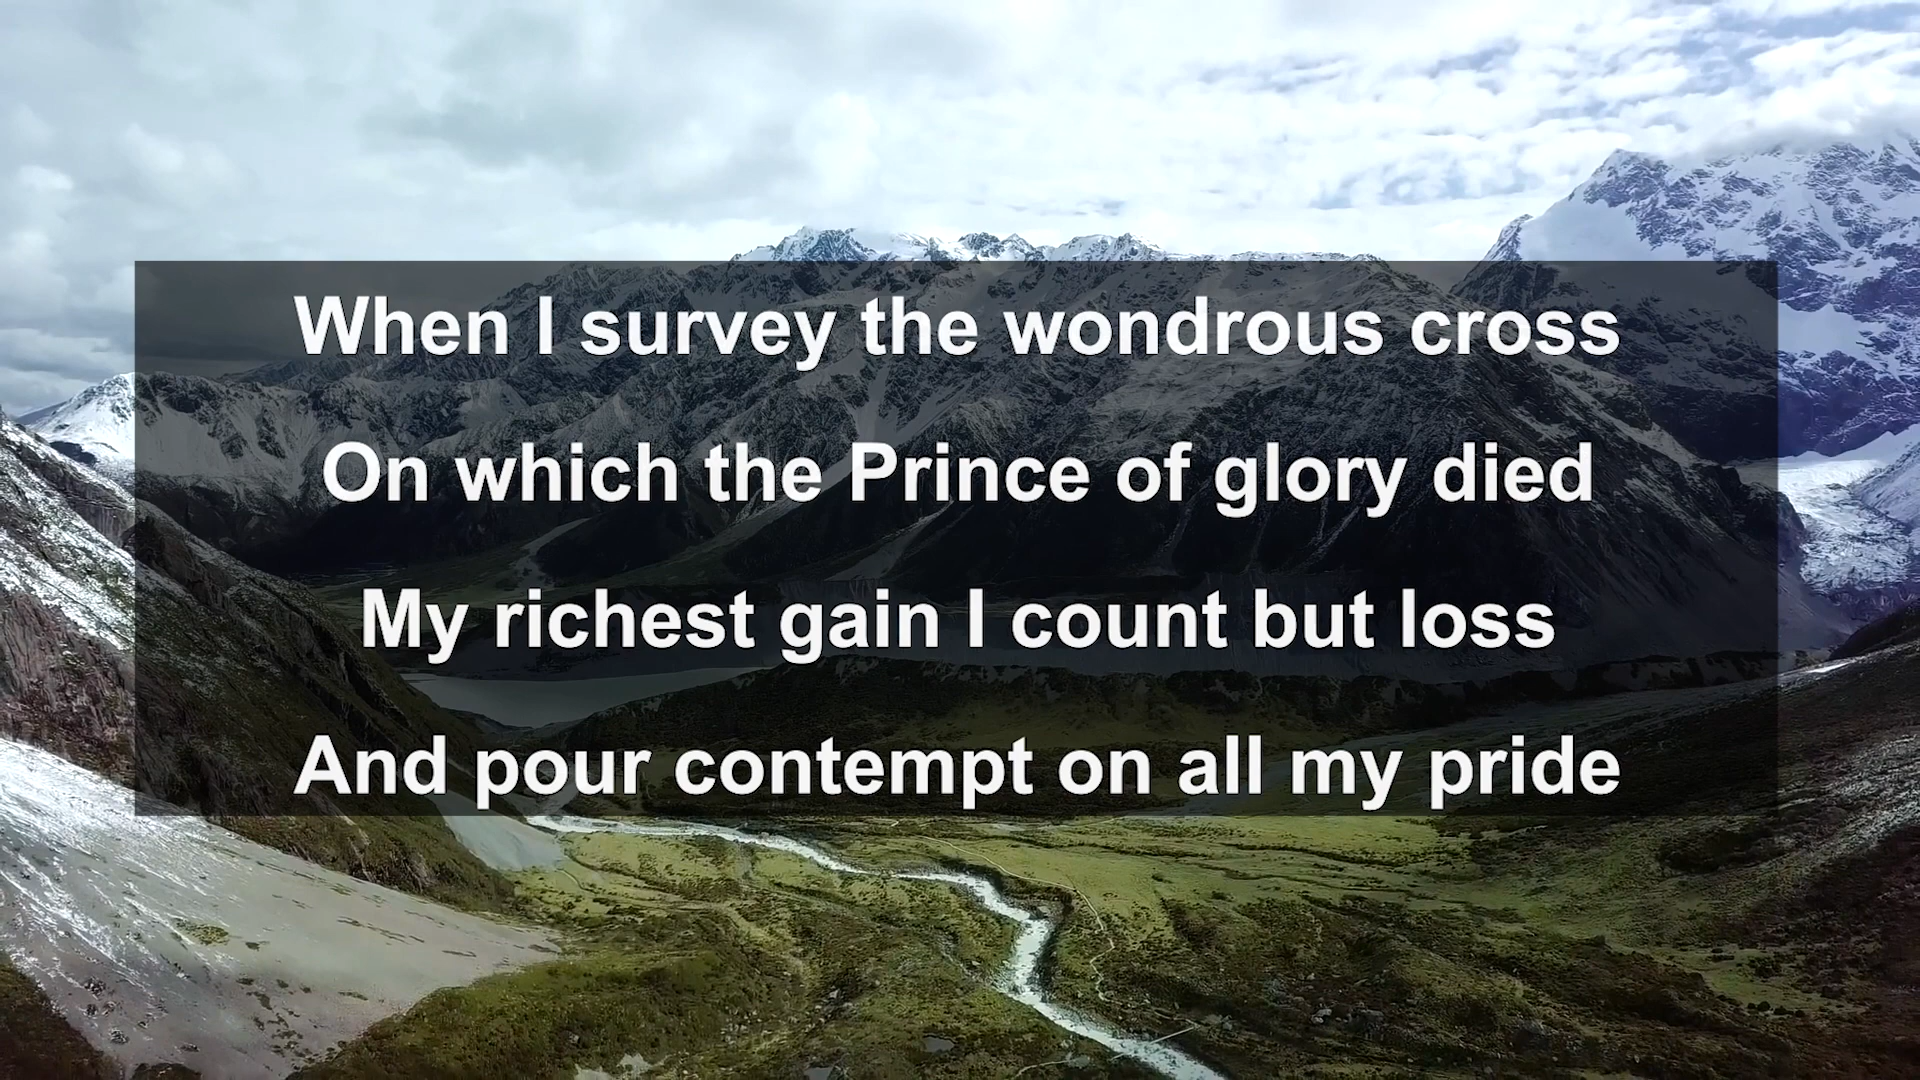 When I survey the wondrous cross
On which the Prince of glory died
My richest gain I count but loss
And pour contempt on all my pride